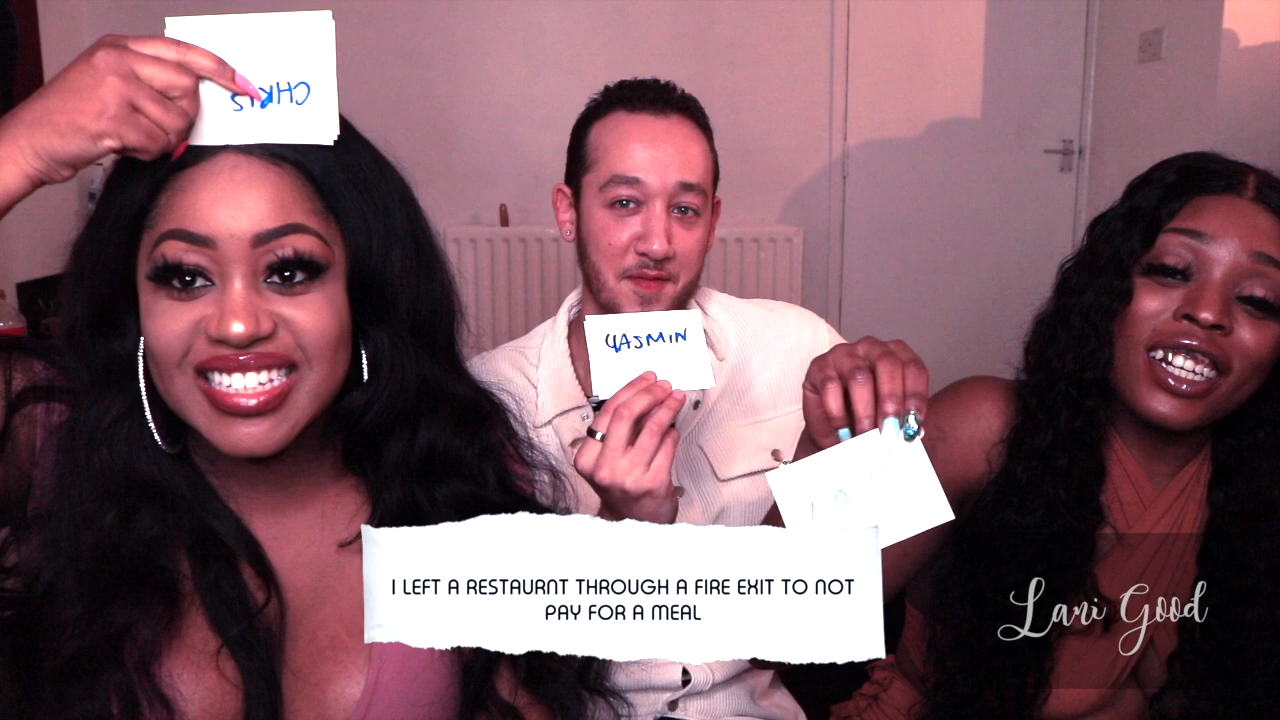 CHRIS
YASMIN
I LEFT A RESTAURNT THROUGH A FIRE EXIT TO NOT
PAY FOR A MEAL
Lani Good